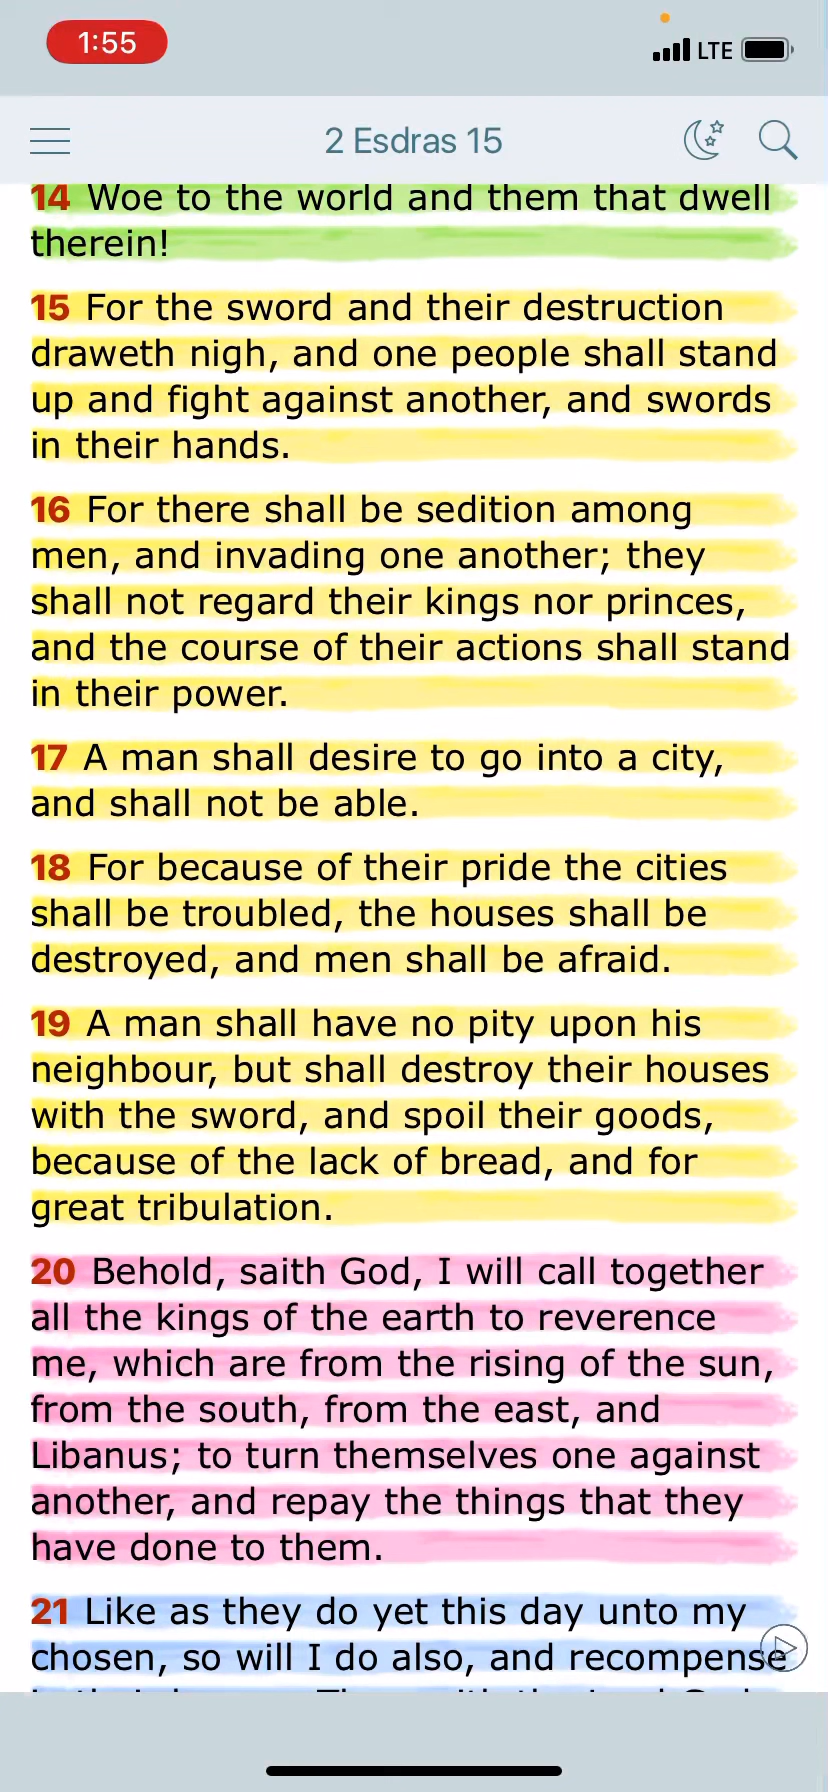 1:55
LTE
2 Esdras 15
14 Woe to the world and them that dwell
therein!
15 For the sword and their destruction
draweth nigh, and one people shall stand
up and fight against another, and swords
in their hands.
16 For there shall be sedition among
men, and invading one another; they
shall not regard their kings nor princes,
and the course of their actions shall stand
in their power.
17 A man shall desire to go into a city,
and shall not be able.
18 For because of their pride the cities
shall be troubled, the houses shall be
destroyed, and men shall be afraid.
19 A man shall have no pity upon his
neighbour, but shall destroy their houses
with the sword, and spoil their goods,
because of the lack of bread, and for
great tribulation.
20 Behold, saith God, I will call together
all the kings of the earth to reverence
me, which are from the rising of the sun,
from the south, from the east, and
Libanus; to turn themselves one against
another, and repay the things that they
have done to them.
21 Like as they do yet this day unto my
chosen, so will I do also, and recompense